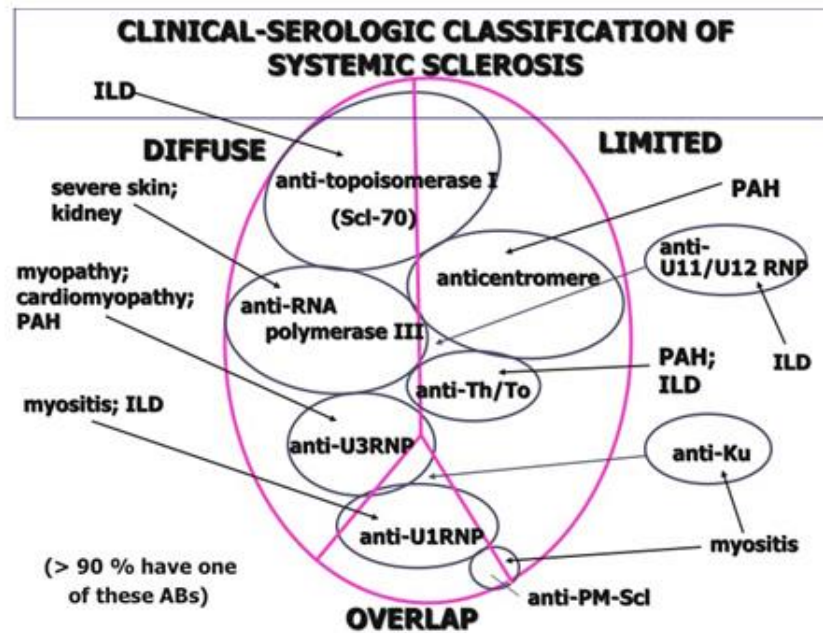 CLINICAL-SEROLOGIC CLASSIFICATION OF
SYSTEMIC SCLEROSIS
ILD
DIFFUSE
LIMITED
anti-topoisomerase I
(Scl-70)
severe skin;
kidney
PAH
anti-
U11/U12 RNP
anticentromere
myopathy;
cardiomyopathy;
PAH
anti-RNA
polymerase III
ILD
PAH;
ILD
anti-Th/To
myositis; ILD
anti-U3RNP
anti-Ku
anti-U1RNP
myositis
(> 90 % have one
of these ABs)
anti-PM-Scl
OVERLAP